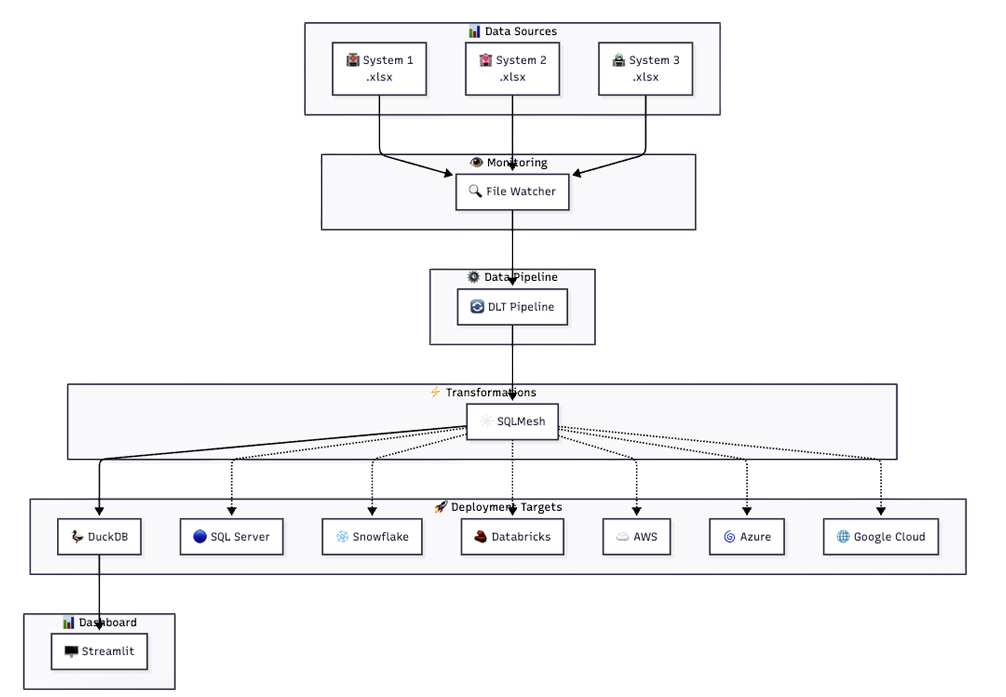 Data Sources
System 1
.xlsx
System 2
.xlsx
System 3
.xlsx
Monitoring
File Watcher
Data Pipeline
DLT Pipeline
Transformations
SQLMesh
Deployment Targets
DuckDB
SQL Server
Snowflake
Databricks
AWS
Azure
Google Cloud
Dashboard
Streamlit